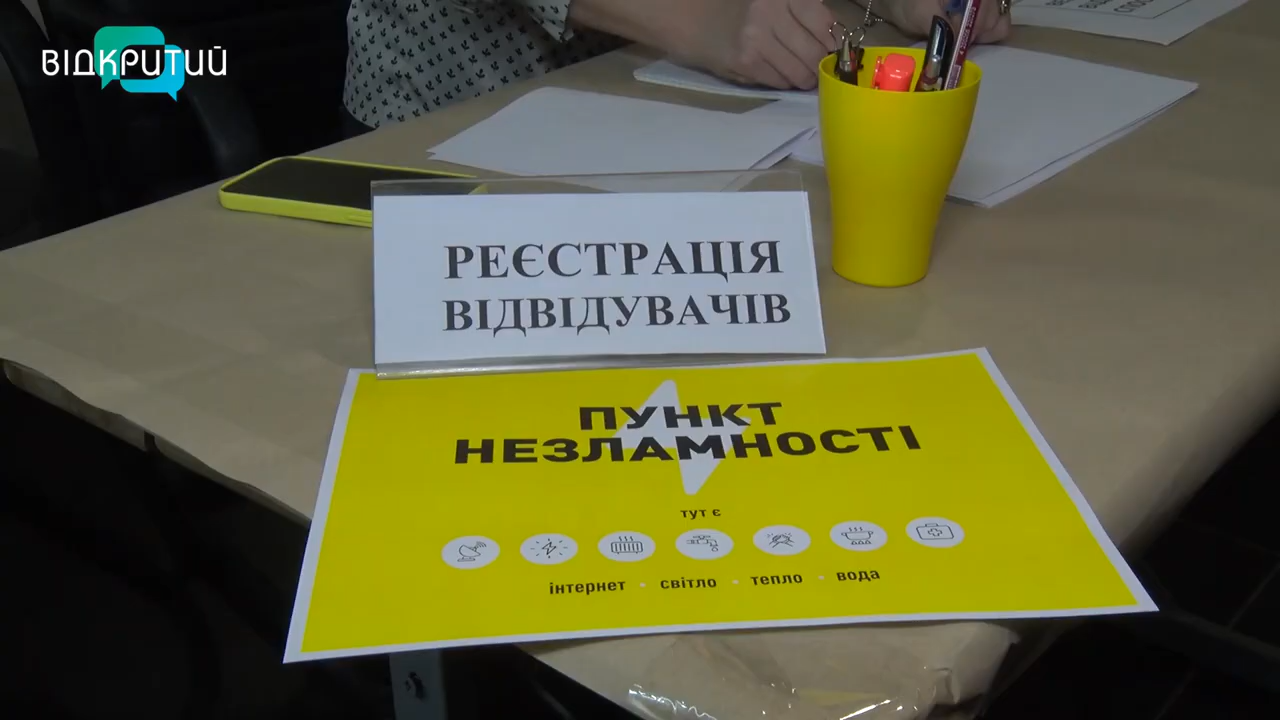 ВІДКРИТИЙ
РЕЄСТРАЦІЯ
ВІДВІДУВАЧІВ
ПУНКТ
НЕЗЛАМНОСТІ
тут є
інтернет • світло • тепло • вода